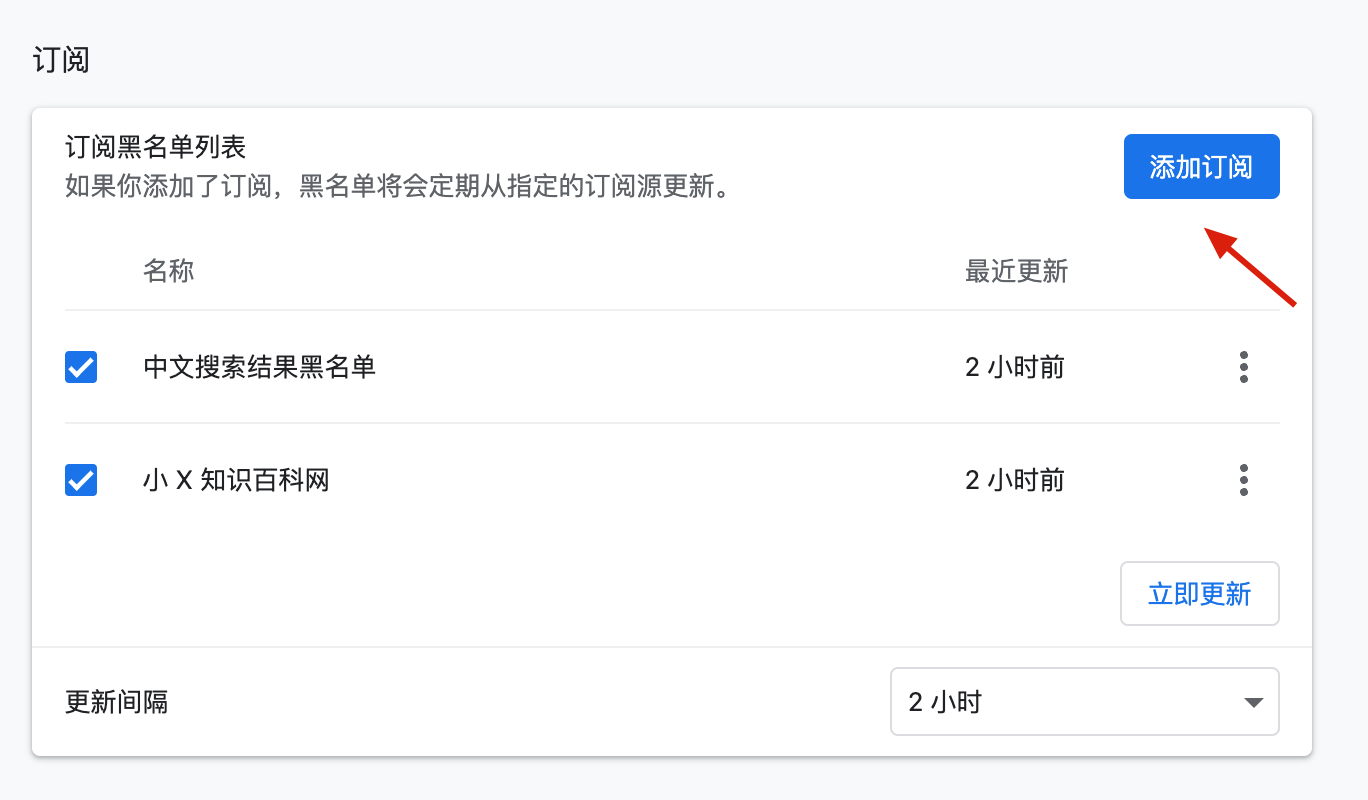 订阅
订阅黑名单列表
如果你添加了订阅，黑名单将会定期从指定的订阅源更新。
添加订阅
名称
最近更新
中文搜索结果黑名单
2 小时前
小 X 知识百科网
2 小时前
立即更新
更新间隔
2 小时